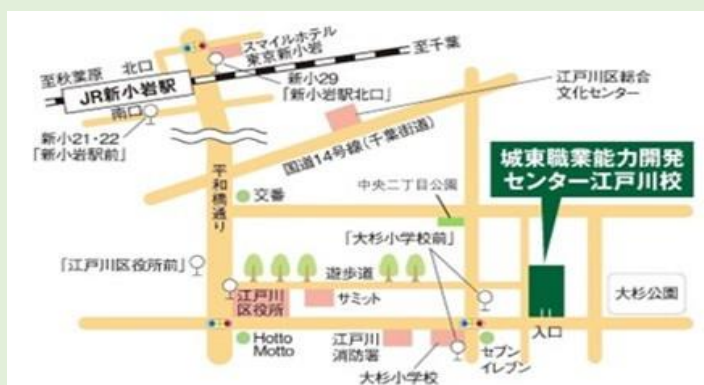 スマイルホテル
東京新小岩
至千葉
至秋葉原
北口
JR新小岩駅
新小29
「新小岩駅北口」
江戸川区総合
文化センター
南口
新小21・22
「新小岩駅前」
国道14号線(千葉街道)
平和橋通り
交番
中央二丁目公園
城東職業能力開発
センター江戸川校
「大杉小学校前」
「江戸川区役所前」
遊歩道
江戸川
区役所
サミット
大杉公園
入口
Hotto
Motto
江戸川
消防署
大杉小学校
セブン
イレブン